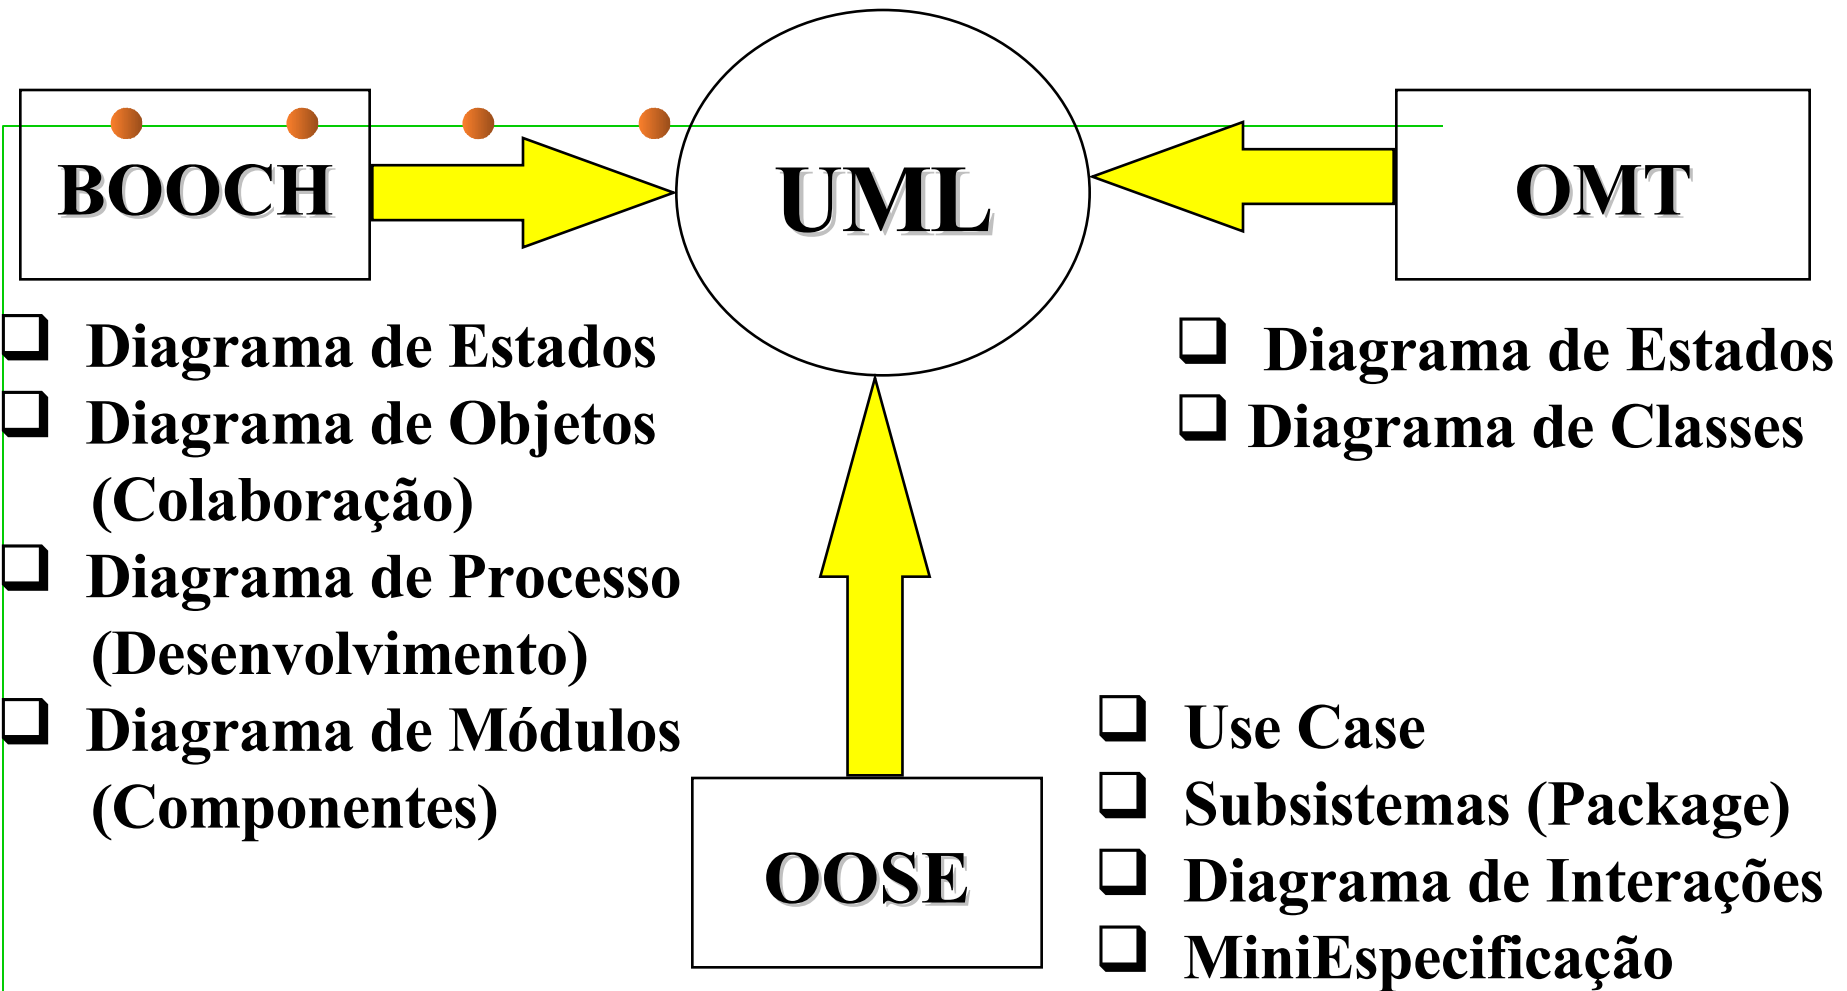 BOOCH
UML
OMT
Diagrama de Estados
Diagrama de Objetos
(Colaboração)
Diagrama de Processo
(Desenvolvimento)
Diagrama de Módulos
(Componentes)
Diagrama de Estados
Diagrama de Classes
OOSE
Use Case
Subsistemas (Package)
Diagrama de Interações
MiniEspecificação